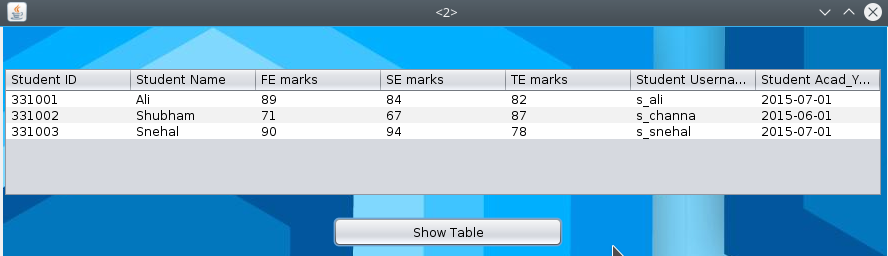 <2>
Student ID Student Name FE marks SE marks TE marks Student Userna... Student Acad_Y...
331001 Ali 89 84 82 s_ali 2015-07-01
331002 Shubham 71 67 87 s_channa 2015-06-01
331003 Snehal 90 94 78 s_snehal 2015-07-01
Show Table